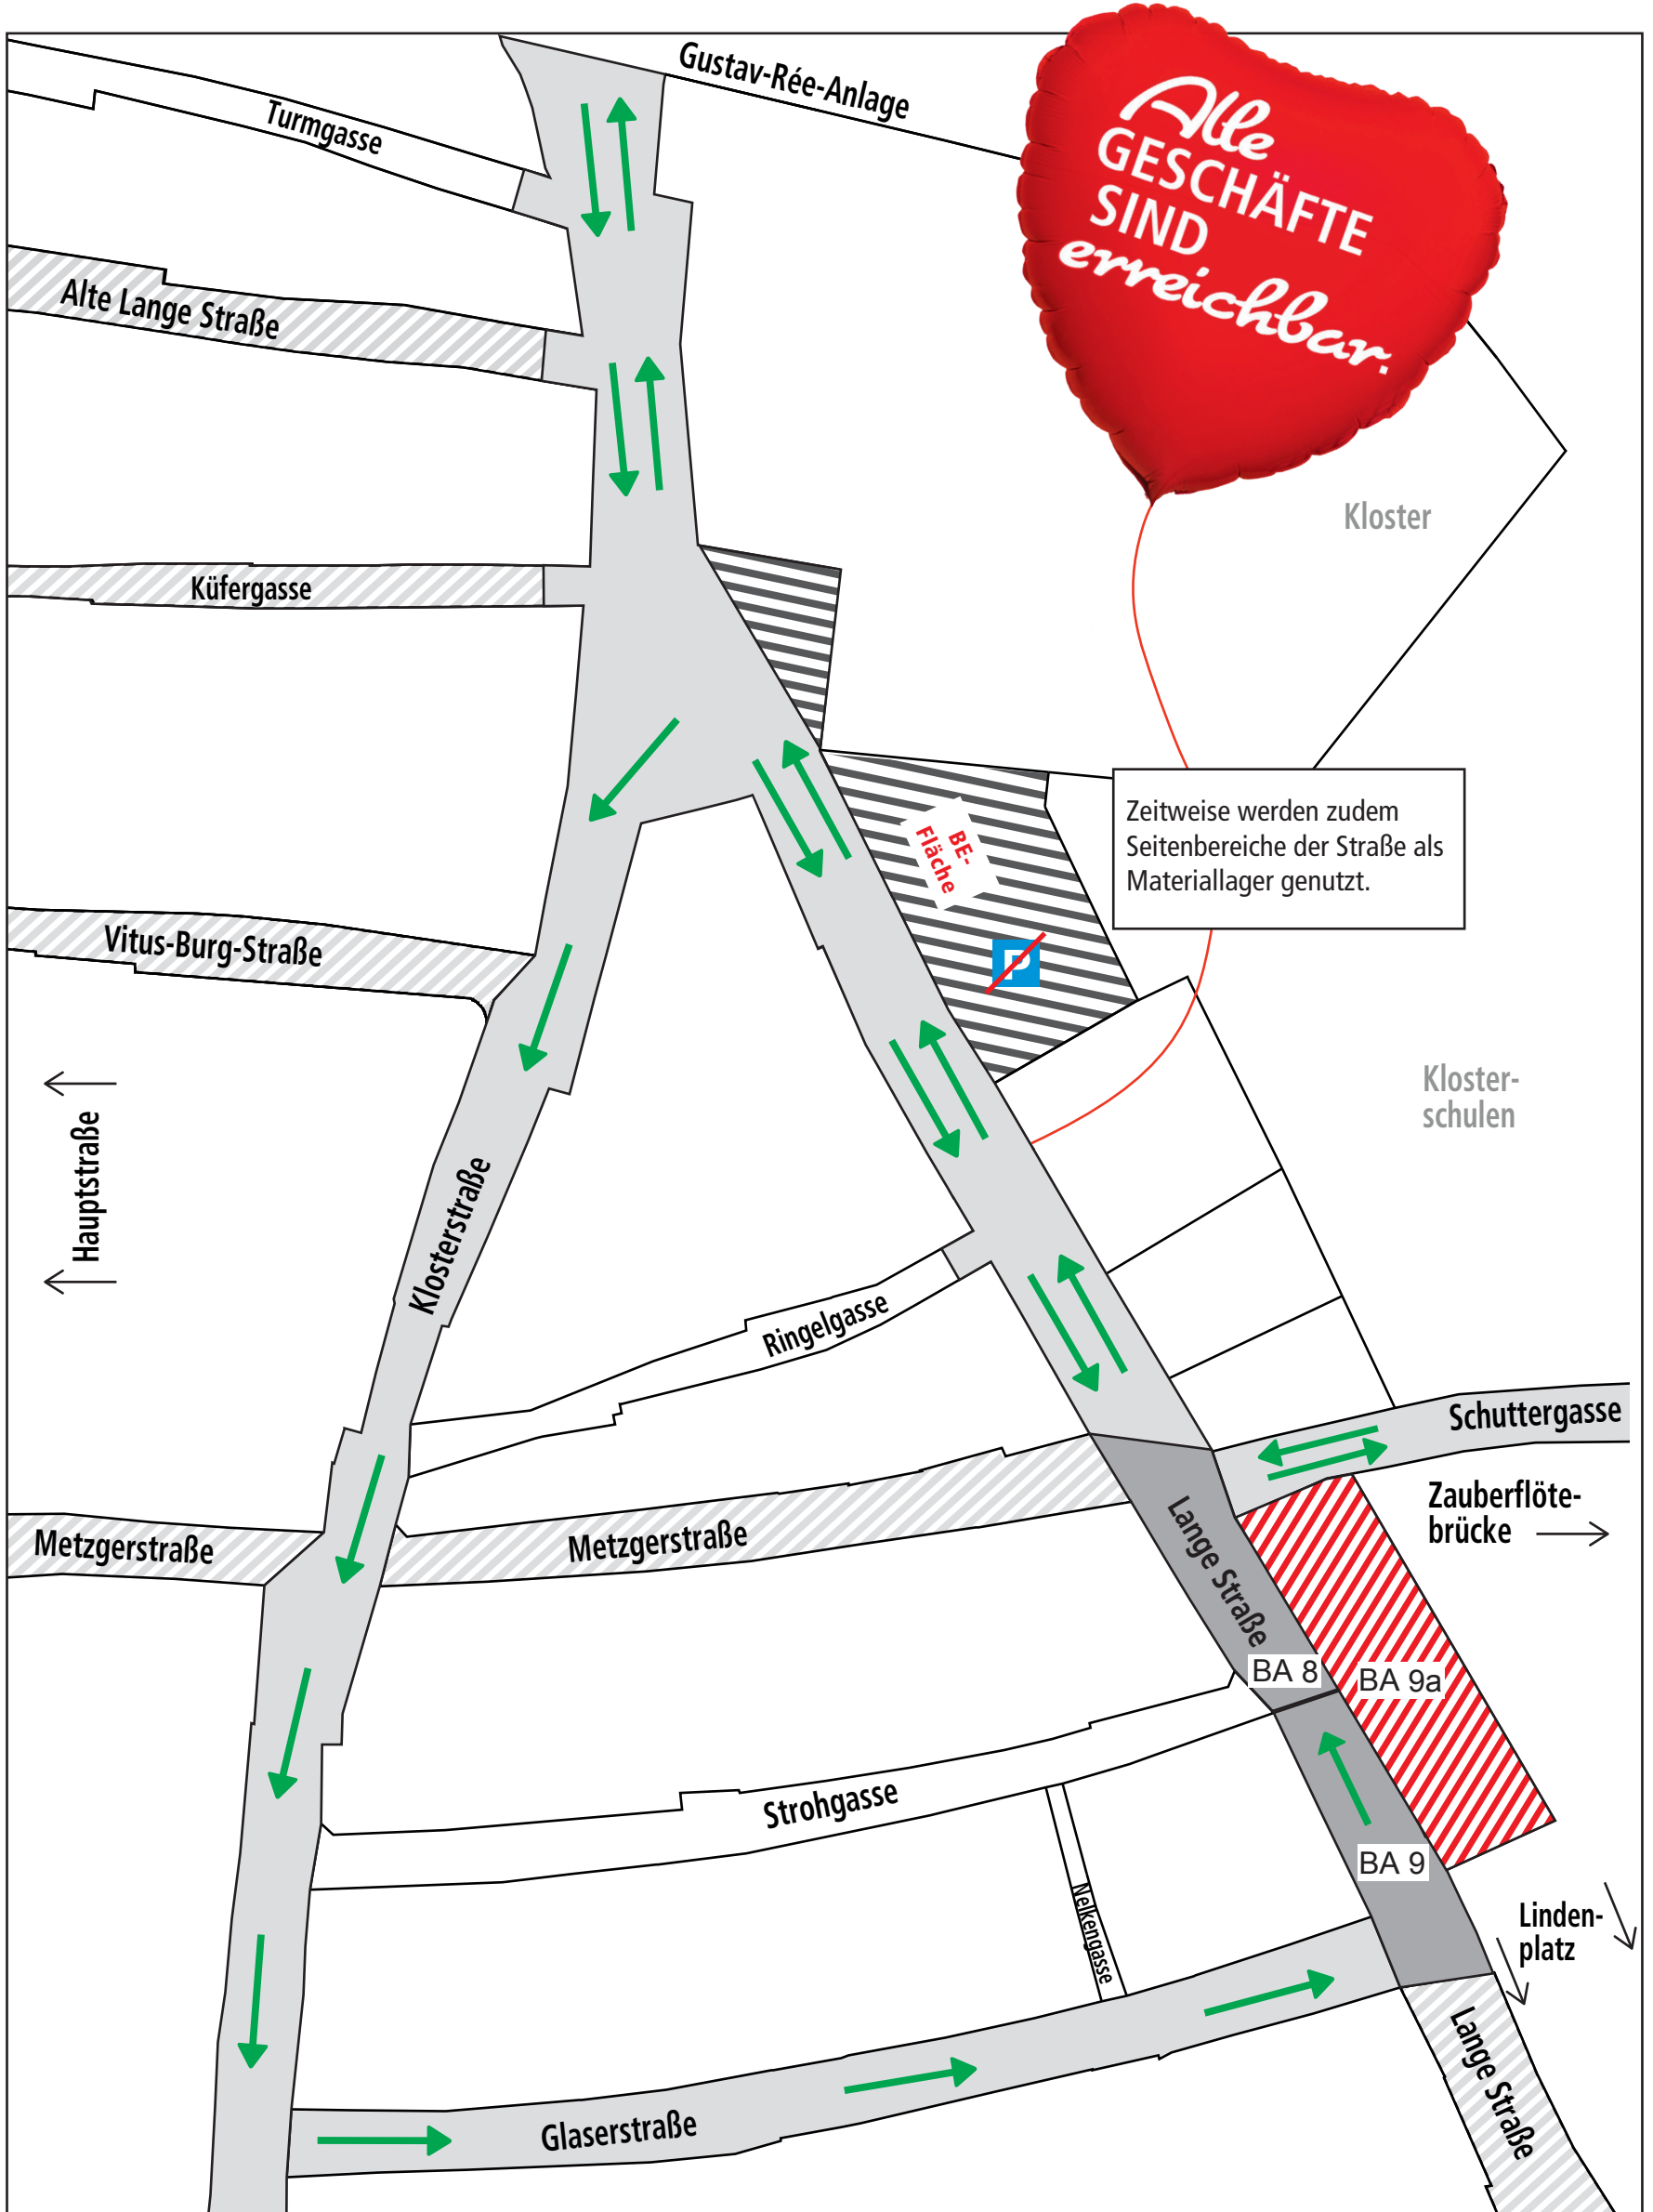 Gustav-Rée-Anlage
Turmgasse
Alle
GESCHÄFTE
SIND
erreichbar.
Alte Lange Straße
Kloster
Küfergasse
Zeitweise werden zudem
Seitenbereiche der Straße als
Materiallager genutzt.
BE-
Fläche
P
Vitus-Burg-Straße
Kloster-
schulen
Hauptstraße
Klosterstraße
Ringelgasse
Schuttergasse
Zauberflöte-
brücke
Metzgerstraße
Metzgerstraße
Lange Straße
BA 8
BA 9a
Strohgasse
BA 9
Nelkengasse
Linden-
platz
Lange Straße
Glaserstraße